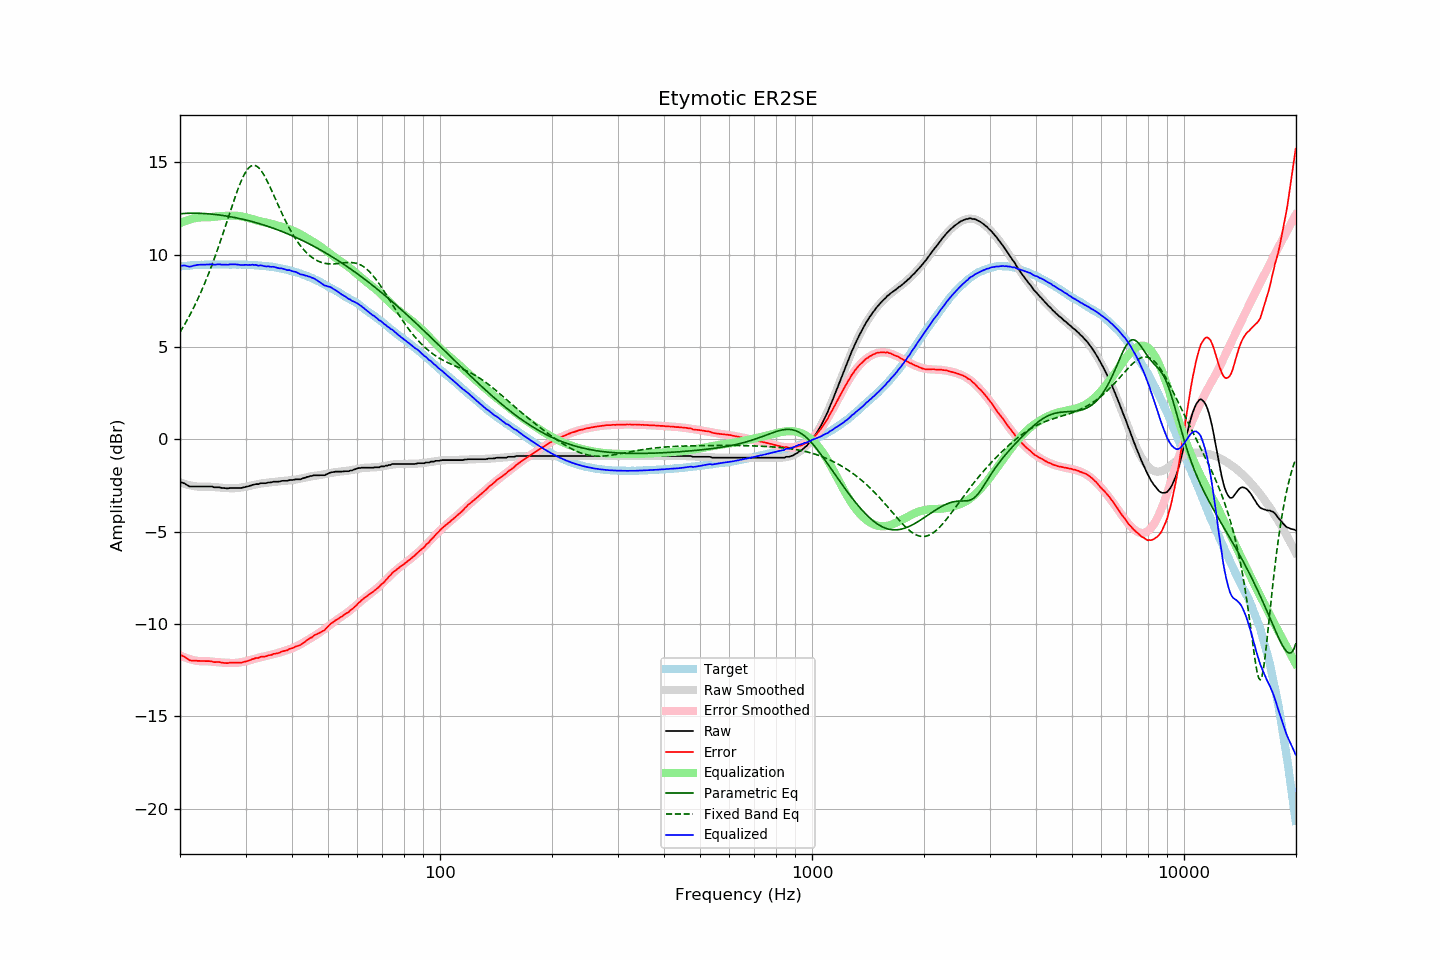 Etymotic ER2SE
Amplitude (dBr)
15
10
5
0
−5
−10
−15
−20
Target
Raw Smoothed
Error Smoothed
Raw
Error
Equalization
Parametric Eq
Fixed Band Eq
Equalized
100
1000
10000
Frequency (Hz)